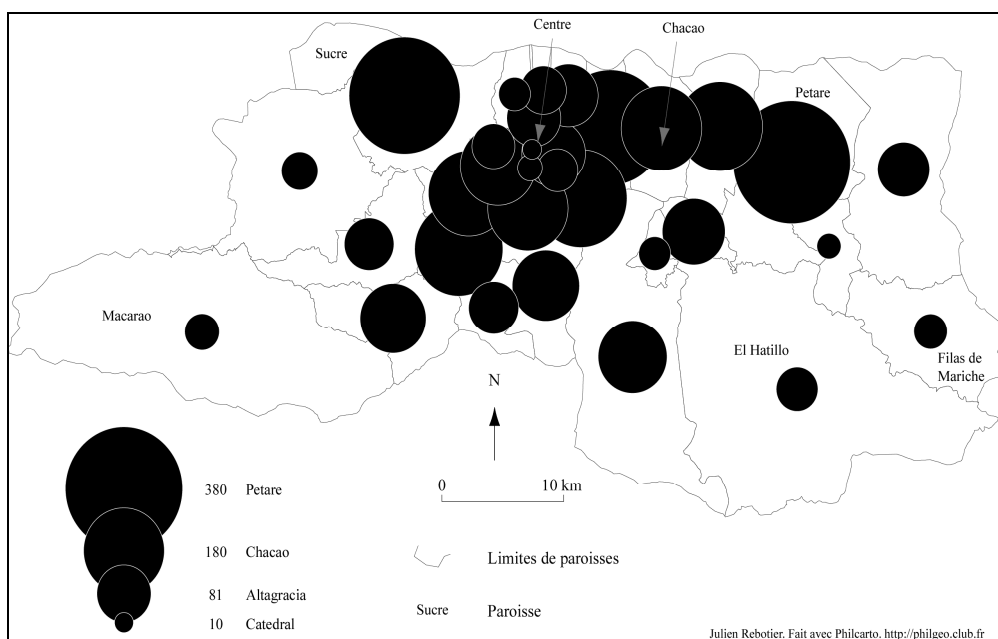 Centre
Chacao
Sucre
Petare
Macarao
El Hatillo
Filas de
Mariche
N
0 10 km
380 Petare
180 Chacao
81 Altagracia
10 Catedral
Limites de paroisses
Sucre Paroisse
Julien Rebotier. Fait avec Philcarto. http://philgeo.club.fr